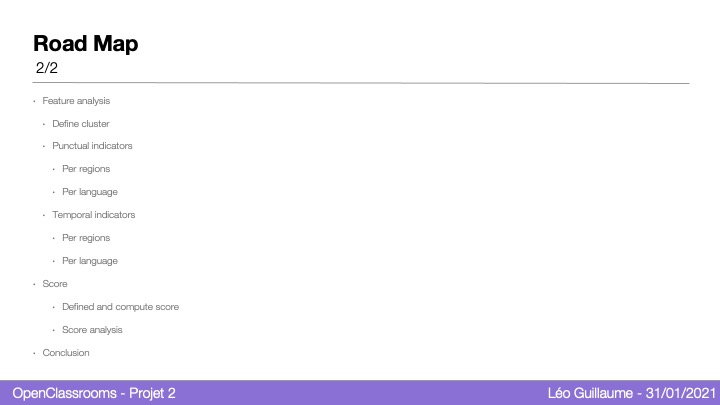 Road Map
2/2
• Feature analysis
• Define cluster
• Punctual indicators
• Per regions
• Per language
• Temporal indicators
• Per regions
• Per language
• Score
• Defined and compute score
• Score analysis
• Conclusion
OpenClassrooms - Projet 2
Léo Guillaume - 31/01/2021